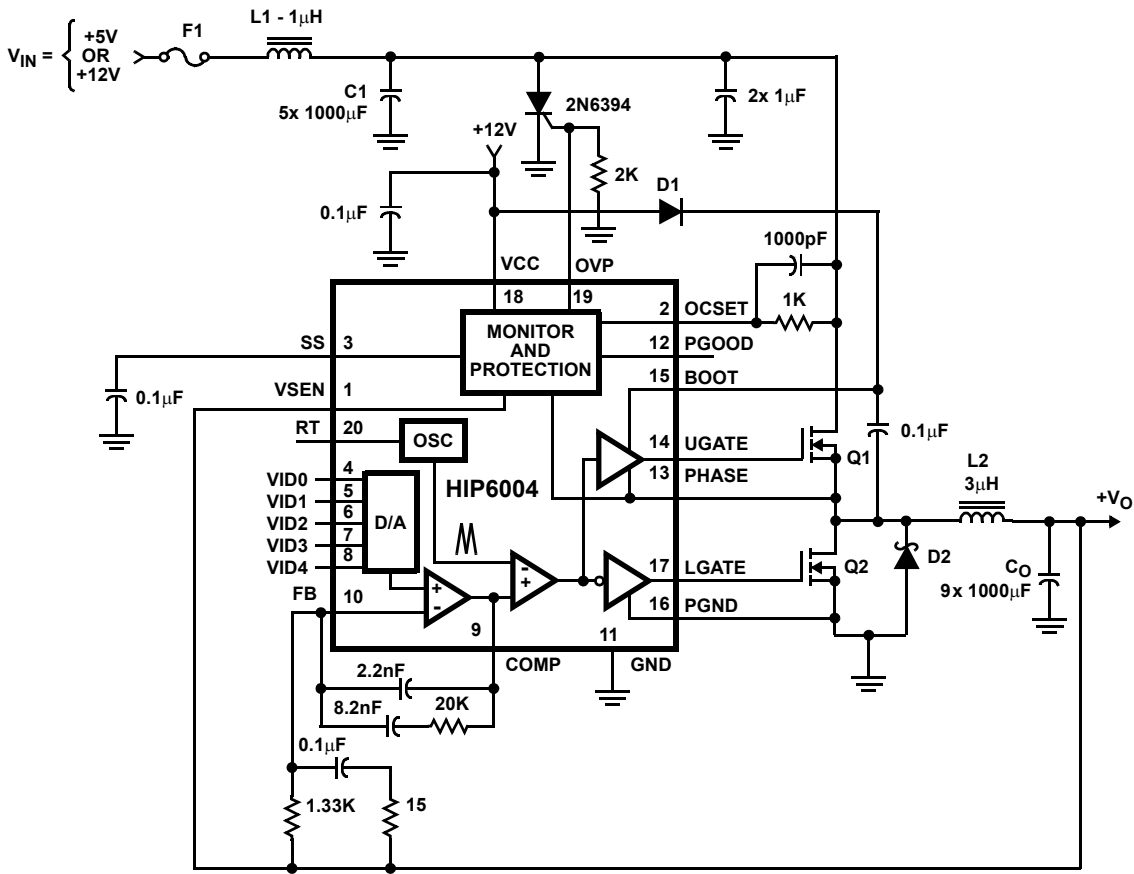 L1 - 1μH
F1
V_IN =
+5V
OR
+12V
C1
5x 1000μF
2N6394
2x 1μF
+12V
2K
D1
0.1μF
1000pF
VCC
OVP
18
19
1K
2
OCSET
MONITOR
AND
PROTECTION
SS
3
12
PGOOD
15
BOOT
0.1μF
VSEN
1
RT
20
OSC
14
UGATE
0.1μF
Q1
13
PHASE
L2
3μH
+V_O
VID0
4
VID1
5
VID2
6
VID3
7
VID4
8
D/A
HIP6004
+
-
-
+
17
LGATE
Q2
D2
C_O
9x 1000μF
FB
10
16
PGND
9
11
COMP
GND
2.2nF
8.2nF
20K
0.1μF
1.33K
15